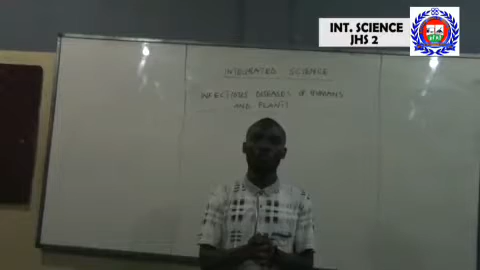 INT. SCIENCE
JHS 2
INTEGRATED SCIENCE
INFECTIOUS DISEASES OF HUMANS
AND PLANTS